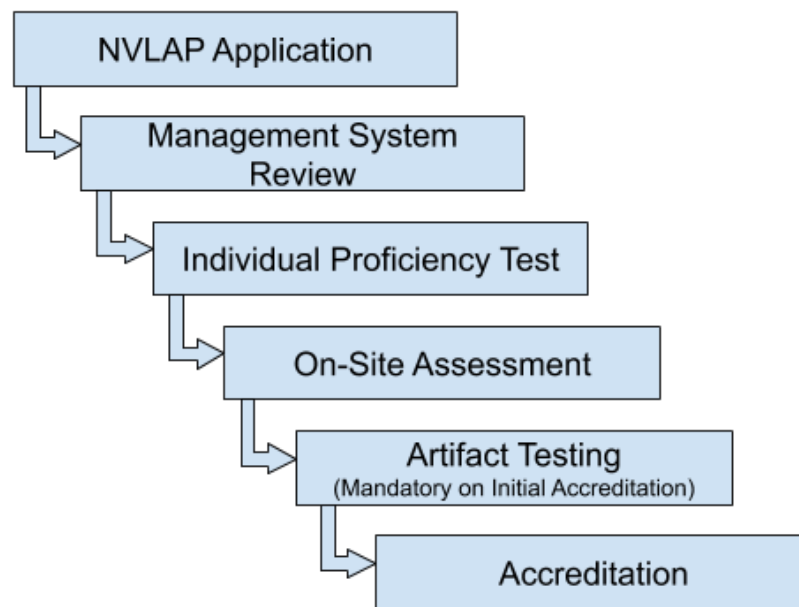 NVLAP Application
Management System
Review
Individual Proficiency Test
On-Site Assessment
Artifact Testing
(Mandatory on Initial Accreditation)
Accreditation